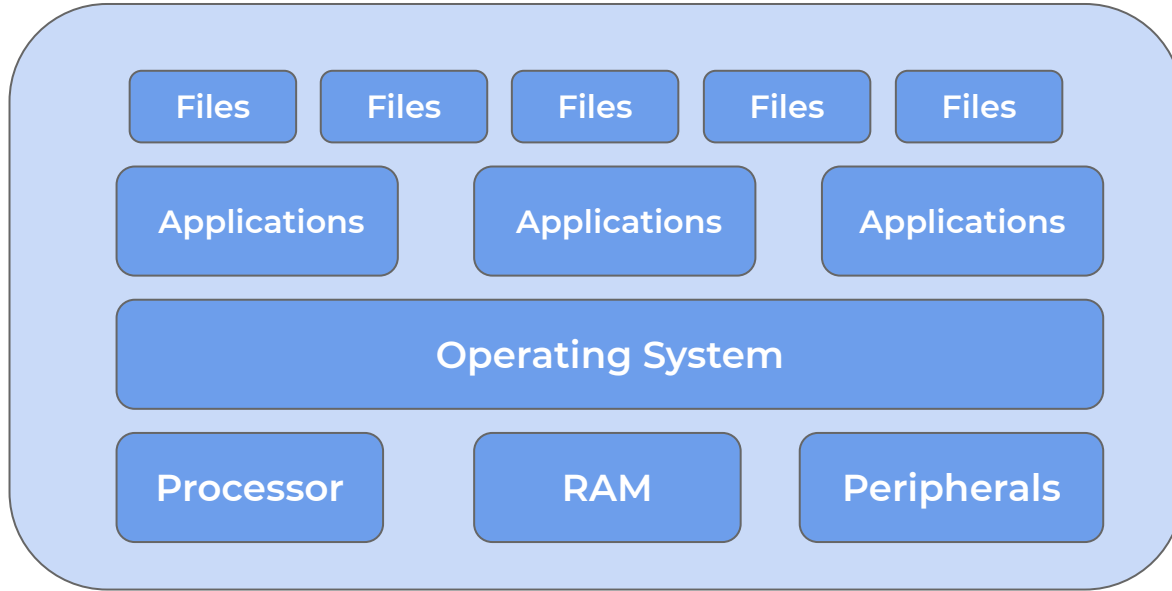 Files Files Files Files Files
Applications Applications Applications
Operating System
Processor RAM Peripherals